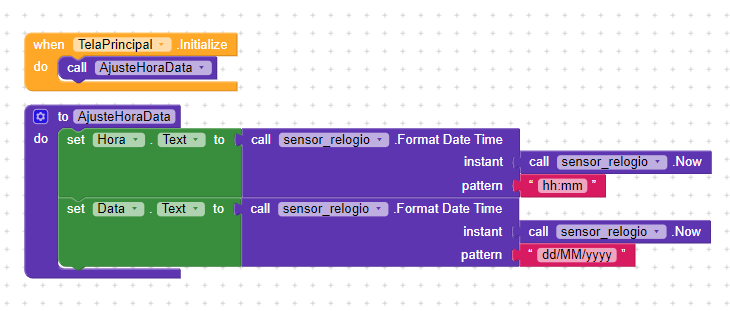 when TelaPrincipal .Initialize
do call AjusteHoraData
to AjusteHoraData
do set Hora . Text to call sensor_relogio .Format Date Time
instant call sensor_relogio .Now
pattern “ hh:mm ”
set Data . Text to call sensor_relogio .Format Date Time
instant call sensor_relogio .Now
pattern “ dd/MM/yyyy ”